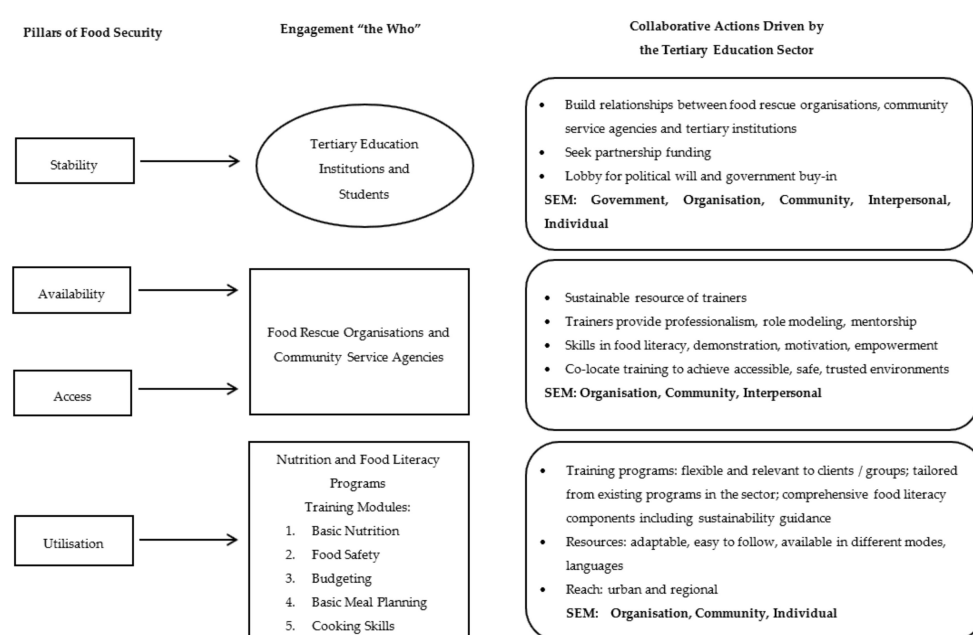 Pillars of Food Security
Engagement “the Who”
Collaborative Actions Driven by
the Tertiary Education Sector
Stability
Tertiary Education
Institutions and
Students
• Build relationships between food rescue organisations, community
service agencies and tertiary institutions
• Seek partnership funding
• Lobby for political will and government buy-in
SEM: Government, Organisation, Community, Interpersonal,
Individual
Availability
Access
Food Rescue Organisations and
Community Service Agencies
• Sustainable resource of trainers
• Trainers provide professionalism, role modeling, mentorship
• Skills in food literacy, demonstration, motivation, empowerment
• Co-locate training to achieve accessible, safe, trusted environments
SEM: Organisation, Community, Interpersonal
Utilisation
Nutrition and Food Literacy
Programs
Training Modules:
1. Basic Nutrition
2. Food Safety
3. Budgeting
4. Basic Meal Planning
5. Cooking Skills
• Training programs: flexible and relevant to clients / groups; tailored
from existing programs in the sector; comprehensive food literacy
components including sustainability guidance
• Resources: adaptable, easy to follow, available in different modes,
languages
• Reach: urban and regional
SEM: Organisation, Community, Individual